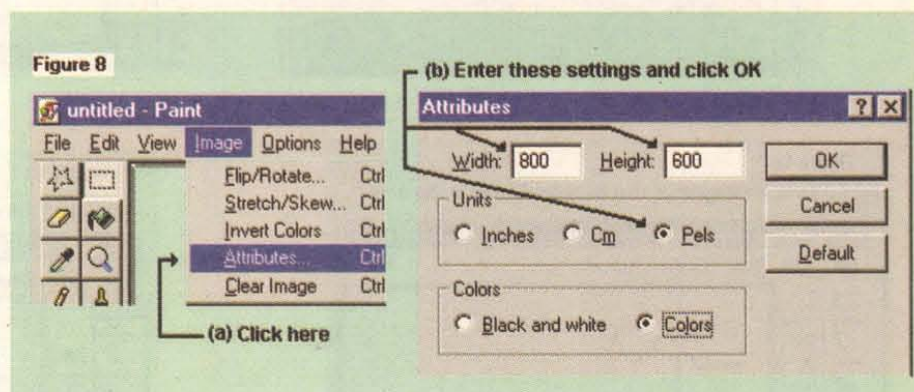 Figure 8
(b) Enter these settings and click OK
untitled - Paint
File Edit View Image Options Help
Flip/Rotate... Ctrl
Stretch/Skew... Ctrl
Invert Colors Ctrl
Attributes... Ctrl
Clear Image Ctrl
(a) Click here
Attributes
Width: 800 Height: 600
OK
Units
Cancel
Inches Cm Pels
Default
Colors
Black and white Colors